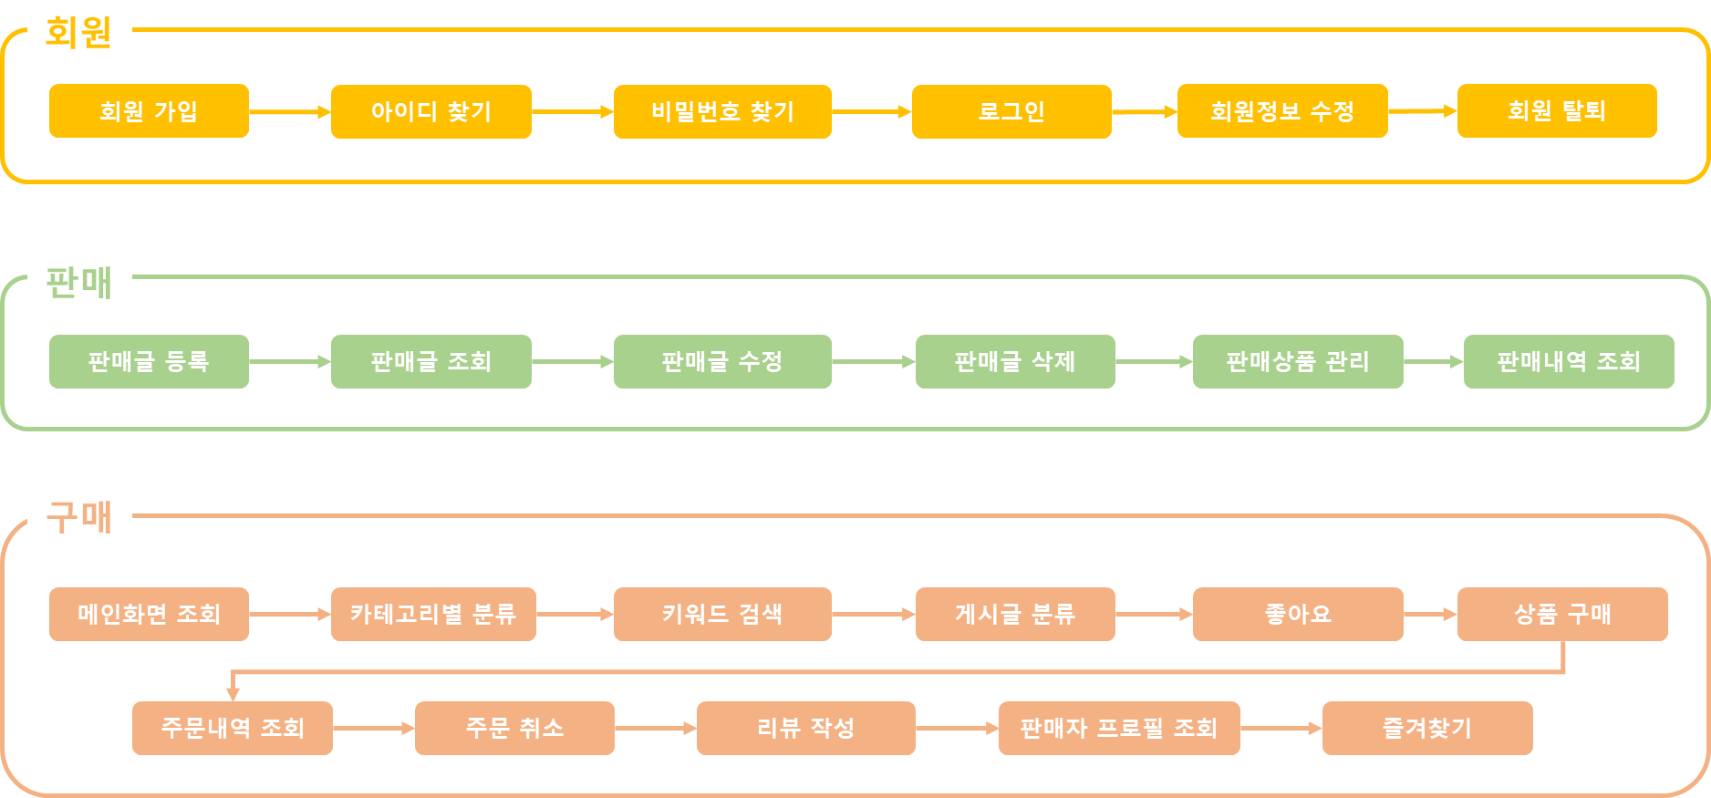 회원
회원 가입
아이디 찾기
비밀번호 찾기
로그인
회원정보 수정
회원 탈퇴
판매
판매글 등록
판매글 조회
판매글 수정
판매글 삭제
판매상품 관리
판매내역 조회
구매
메인화면 조회
카테고리별 분류
키워드 검색
게시글 분류
좋아요
상품 구매
주문내역 조회
주문 취소
리뷰 작성
판매자 프로필 조회
즐겨찾기